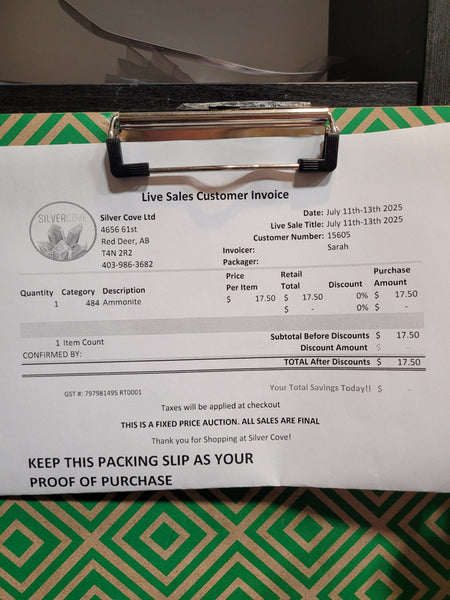 Live Sales Customer Invoice
SILVERCOVE
Silver Cove Ltd
4656 61st
Red Deer, AB
T4N 2R2
403-986-3682
Date: July 11th-13th 2025
Live Sale Title: July 11th-13th 2025
Customer Number: 15605
Invoicer: Sarah
Packager:
Quantity Category Description Price Per Item Retail Total Discount Purchase Amount
1 484 Ammonite $ 17.50 $ 17.50 0% $ 17.50
$ - 0% $ -
1 Item Count
Subtotal Before Discounts $ 17.50
Discount Amount $ -
CONFIRMED BY:
TOTAL After Discounts $ 17.50
GST #: 797981495 RT0001
Your Total Savings Today!! $ -
Taxes will be applied at checkout
THIS IS A FIXED PRICE AUCTION. ALL SALES ARE FINAL
Thank you for Shopping at Silver Cove!
KEEP THIS PACKING SLIP AS YOUR
PROOF OF PURCHASE